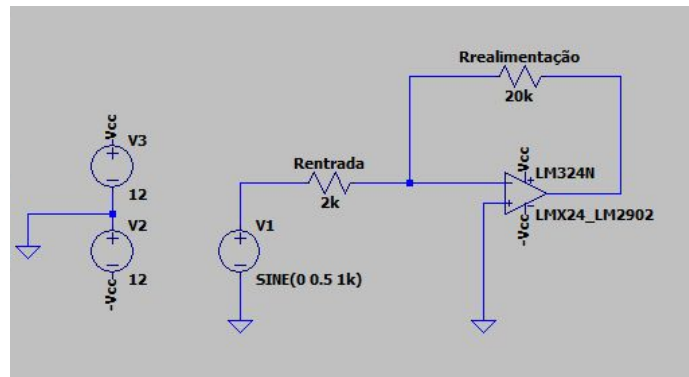 Rrealimentação
20k
Vcc
V3
12
V2
12
-Vcc
Rentrada
2k
V1
SINE(0 0.5 1k)
Vcc
LM324N
LMX24_LM2902
-Vcc